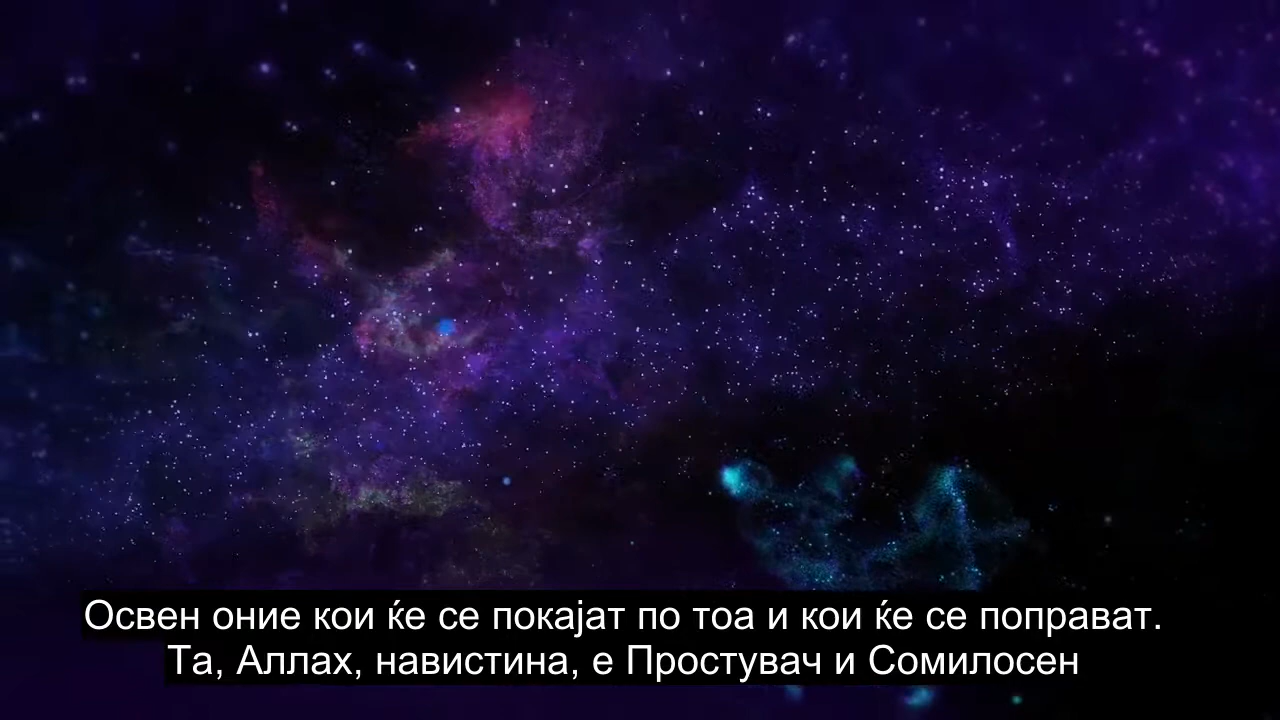 Освен оние кои ќе се покајат по тоа и кои ќе се поправат.
Та, Аллах, навистина, е Простувач и Сомилосен